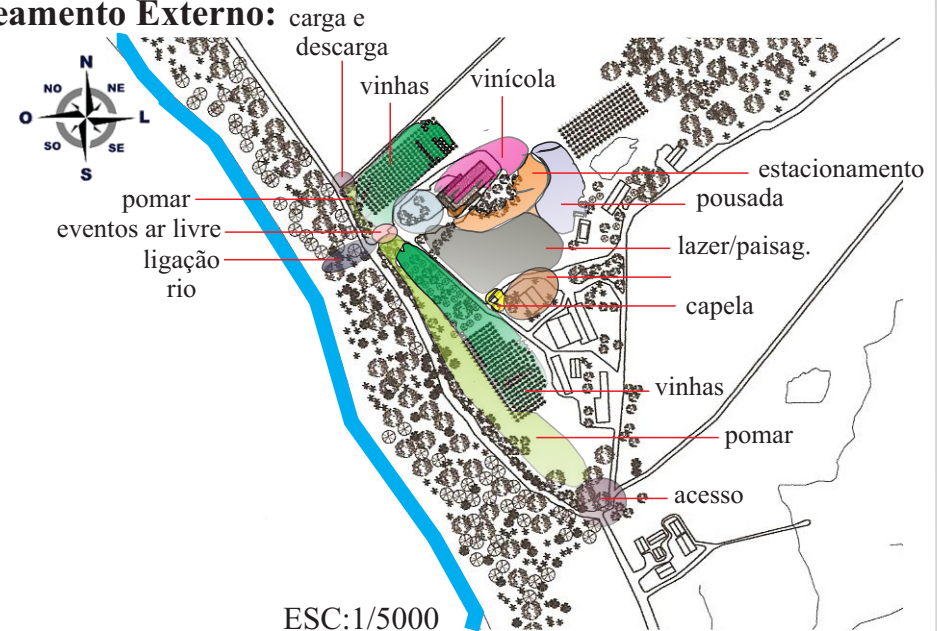 eamento Externo:
carga e
descarga
vinhas
vinícola
N
NO
NE
O
L
SO
SE
S
estacionamento
pomar
pousada
eventos ar livre
lazer/paisag.
ligação
rio
capela
vinhas
pomar
acesso
ESC:1/5000